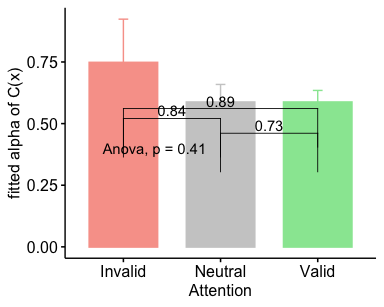 fitted alpha of C(x)
0.75
0.50
0.25
0.00
0.89
0.84
0.73
Anova, p = 0.41
Invalid Neutral Valid
Attention